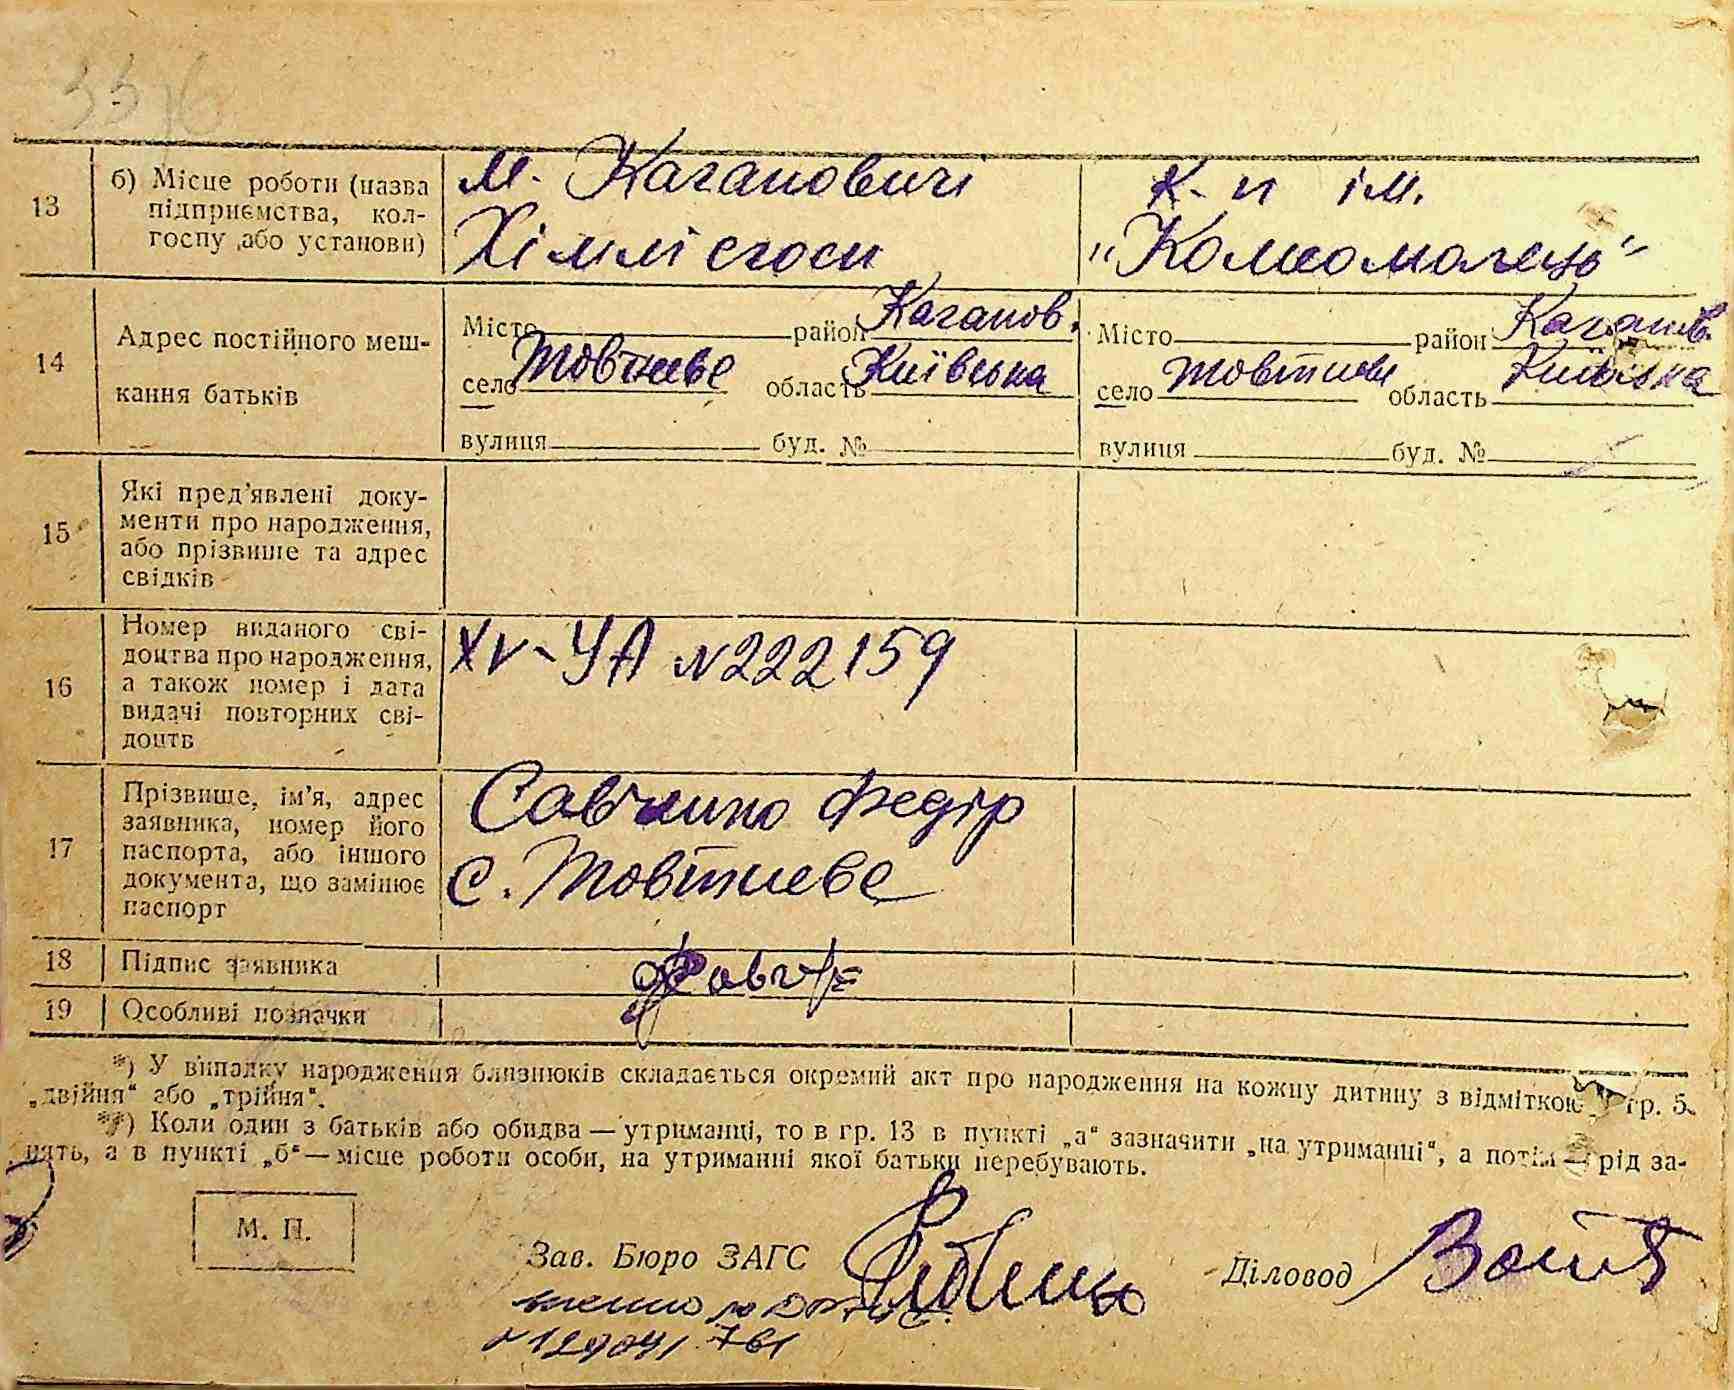 3376
13
б) Місце роботи (назва
підприємства, кол-
госпу або установи)
м. Кагановичі
Хімлісгосп
К-п ім.
"Комсомолець"
14
Адрес постійного меш-
кання батьків
Місто район Каганов.
село Жовтневе область Київська
вулиця буд. №
Місто район Каганов.
село Жовтневе область Київська
вулиця буд. №
15
Які пред'явлені доку-
менти про народження,
або прізвище та адрес
свідків
16
Номер виданого сві-
доцтва про народження,
а також номер і дата
видачі повторних сві-
доцтв
XV-УА N222159
17
Прізвище, ім'я, адрес
заявника, номер його
паспорта, або іншого
документа, що замінює
паспорт
Савченко Федір
с. Жовтневе
18
Підпис заявника
19
Особливі позначки
*) У випадку народження близнюків складається окремий акт про народження на кожну дитину з відміткою у гр. 5
„двійня“ або „трійня“.
**) Коли один з батьків або обидва — утриманці, то в гр. 13 в пункті „а“ зазначити „на утриманні“, а потім — рід за-
нять, а в пункті „б“ — місце роботи особи, на утриманні якої батьки перебувають.
М. П.
Зав. Бюро ЗАГС
Діловод